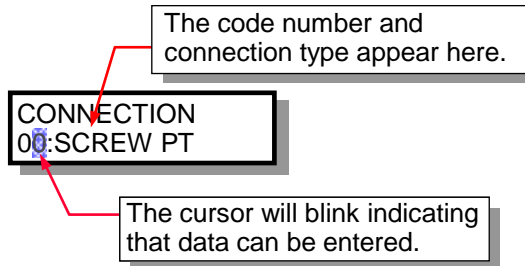 The code number and
connection type appear here.
CONNECTION
00:SCREW PT
The cursor will blink indicating
that data can be entered.